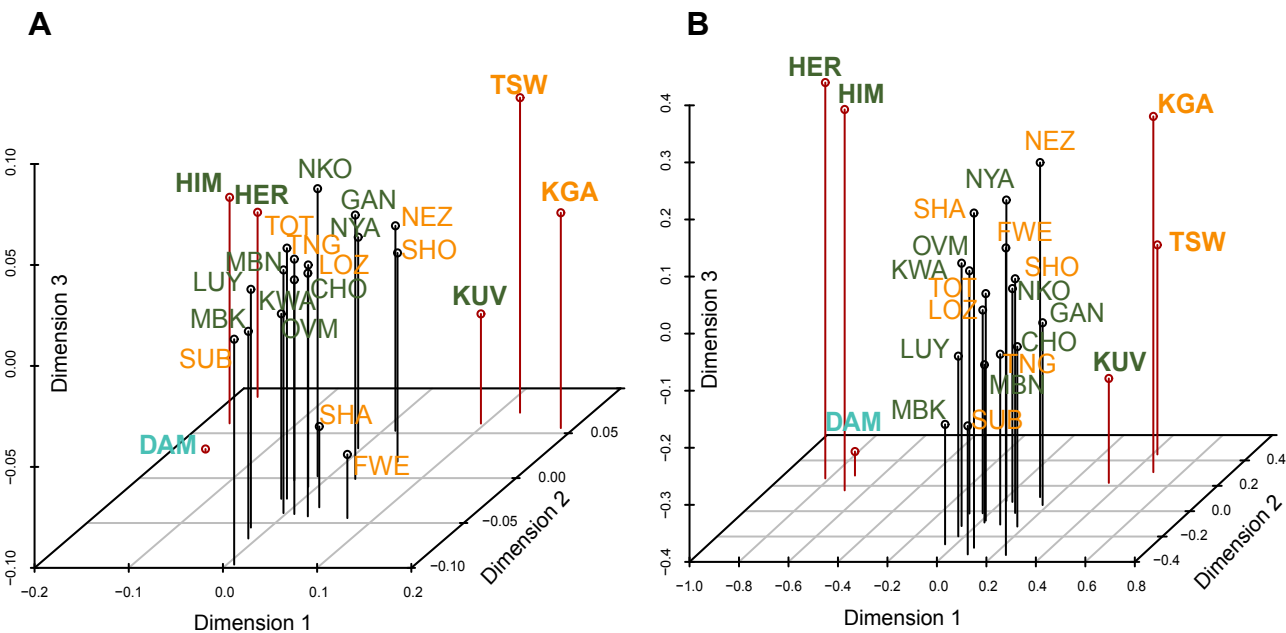 A
B
TSW
HIM HER
NKO
GAN
KGA
TOT
NYA
NEZ
TNG
SHO
MBN
LOZ
LUY
CHO
KWA
KUV
MBK
OVM
SUB
SHA
DAM
FWE
0.10
0.05
0.00
−0.05
−0.10
Dimension 3
−0.2
−0.1
0.0
0.1
0.2
Dimension 1
−0.10
−0.05
0.00
0.05
Dimension 2
HER
HIM
KGA
NEZ
NYA
SHA
FWE
TSW
OVM
KWA
SHO
TOT
NKO
LOZ
GAN
LUY
CHO
TNG
KUV
MBN
MBK
SUB
DAM
0.4
0.3
0.2
0.1
0.0
−0.1
−0.2
−0.3
−0.4
Dimension 3
−1.0
−0.8
−0.6
−0.4
−0.2
0.0
0.2
0.4
0.6
0.8
Dimension 1
−0.4
−0.2
0.0
0.2
0.4
Dimension 2